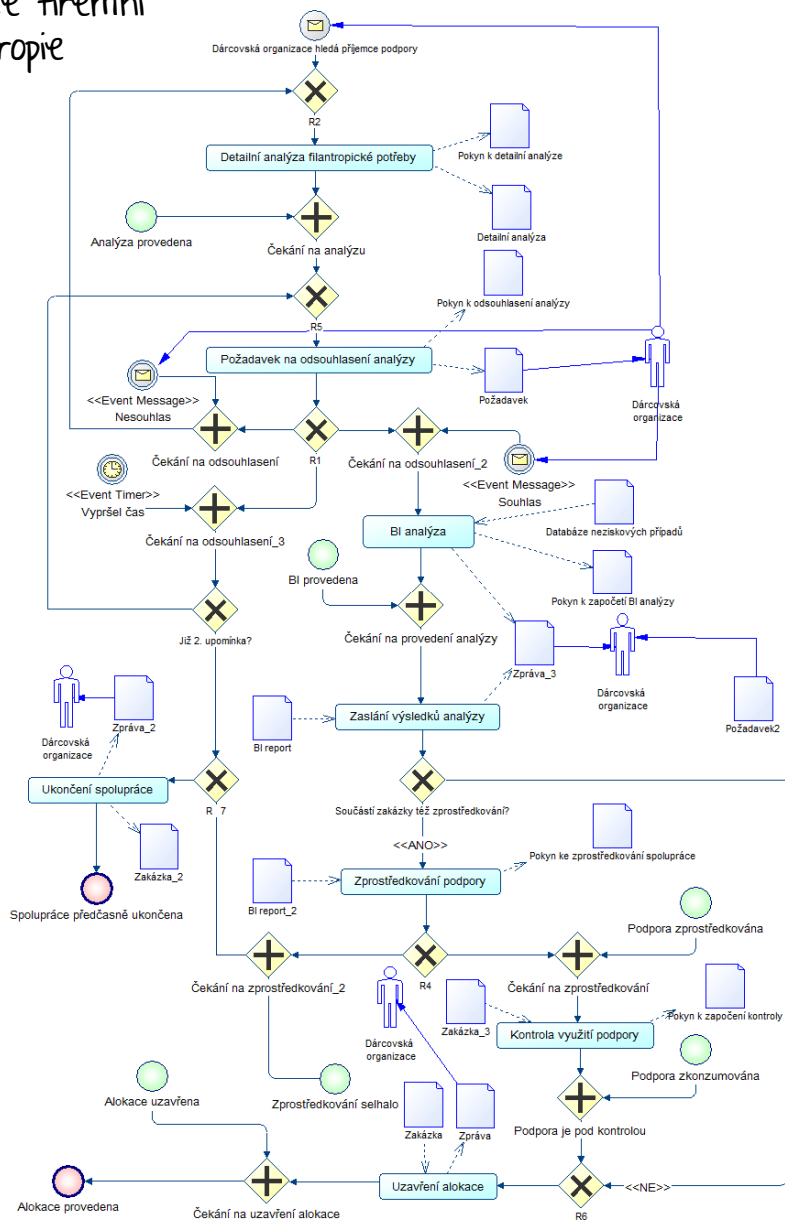 Dárcovská organizace hledá příjemce podpory
R2
Detailní analýza filantropické potřeby
Pokyn k detailní analýze
Detailní analýza
Analýza provedena
Čekání na analýzu
Pokyn k odsouhlasení analýzy
R5
Požadavek na odsouhlasení analýzy
Požadavek
Dárcovská
organizace
<<Event Message>>
Nesouhlas
Čekání na odsouhlasení
R1
Čekání na odsouhlasení_2
<<Event Message>>
Souhlas
<<Event Timer>>
Vypršel čas
Čekání na odsouhlasení_3
BI analýza
Databáze neziskových případů
Pokyn k započetí BI analýzy
BI provedena
Čekání na provedení analýzy
Již 2. upomínka?
Zpráva_3
Dárcovská
organizace
Požadavek2
Zpráva_2
Dárcovská
organizace
BI report
Zaslání výsledků analýzy
Ukončení spolupráce
R_7
Součástí zakázky též zprostředkování?
<<ANO>>
Zakázka_2
Spolupráce předčasně ukončena
BI report_2
Zprostředkování podpory
Pokyn ke zprostředkování spolupráce
Podpora zprostředkována
Čekání na zprostředkování_2
R4
Čekání na zprostředkování
Dárcovská
organizace
Zakázka_3
Pokyn k započení kontroly
Kontrola využití podpory
Alokace uzavřena
Zprostředkování selhalo
Podpora zkonzumována
Podpora je pod kontrolou
Zakázka
Zpráva
Alokace provedena
Čekání na uzavření alokace
Uzavření alokace
R6
<<NE>>